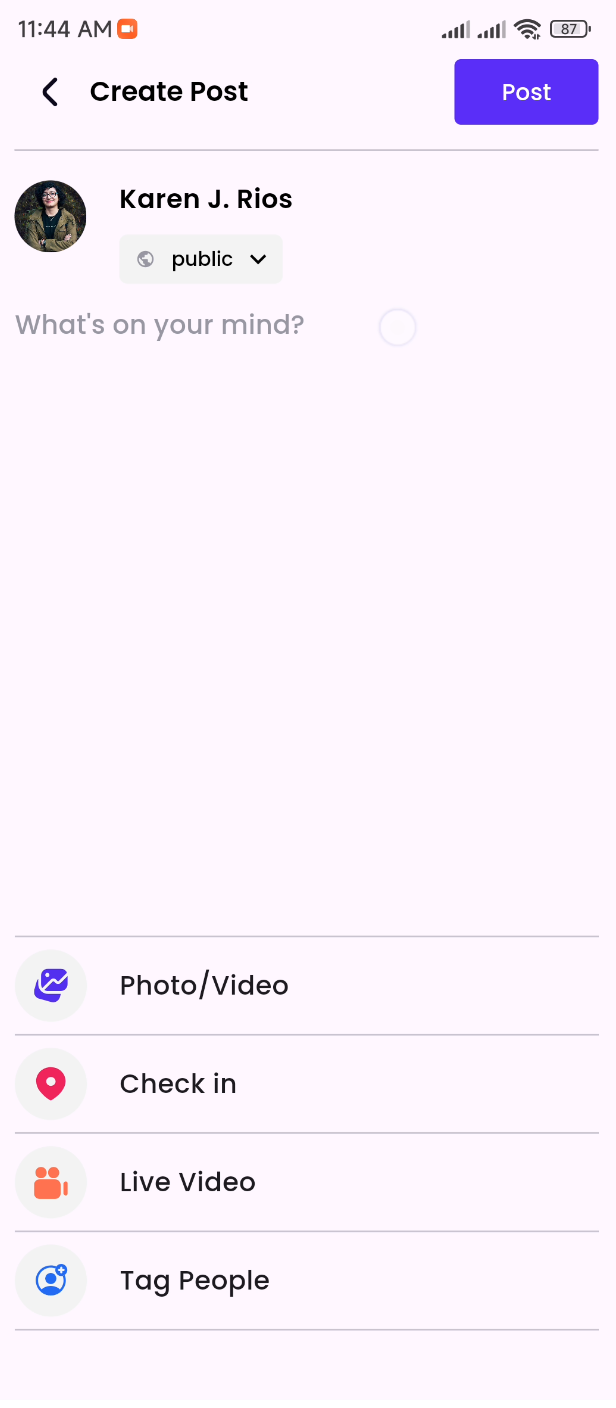 11:44 AM
87
Create Post
Post
Karen J. Rios
public
What's on your mind?
Photo/Video
Check in
Live Video
Tag People